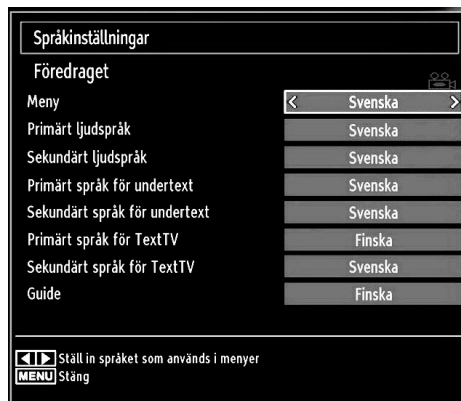 Språkinställningar
Föredraget
Meny < Svenska >
Primärt ljudspråk Svenska
Sekundärt ljudspråk Svenska
Primärt språk för undertext Svenska
Sekundärt språk för undertext Svenska
Primärt språk för TextTV Finska
Sekundärt språk för TextTV Svenska
Guide Finska
Ställ in språket som används i menyer
MENU Stäng